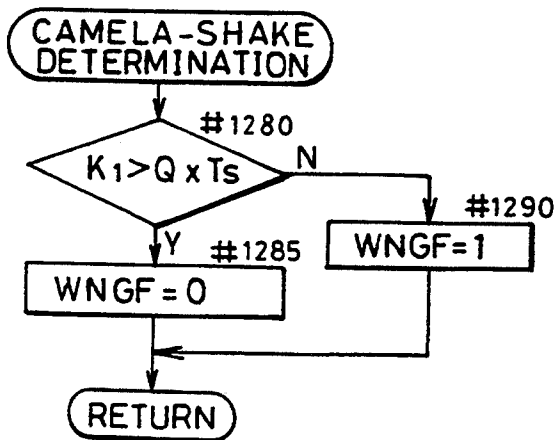 CAMELA-SHAKE
DETERMINATION
#1280
K1>Q x Ts
N
#1290
Y
#1285
WNGF=1
WNGF=0
RETURN